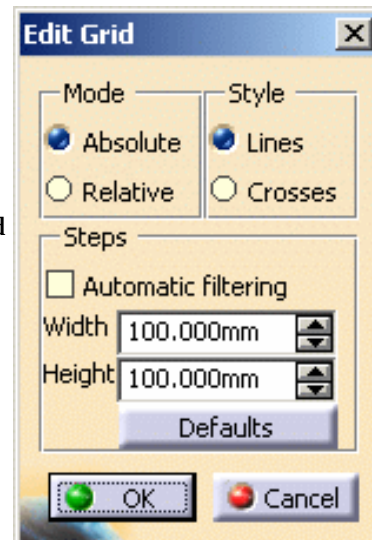 Edit Grid
Mode Style
Absolute Lines
Relative Crosses
Steps
Automatic filtering
Width 100.000mm
Height 100.000mm
Defaults
OK Cancel